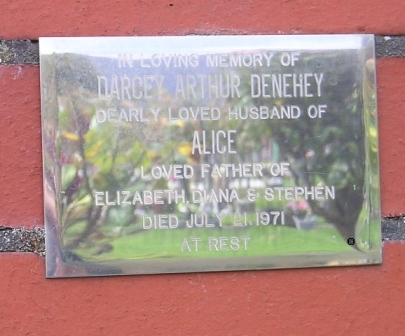 IN LOVING MEMORY OF
DARCEY ARTHUR DENEHEY
DEARLY LOVED HUSBAND OF
ALICE
LOVED FATHER OF
ELIZABETH, DIANA & STEPHEN
DIED JULY 21. 1971
AT REST